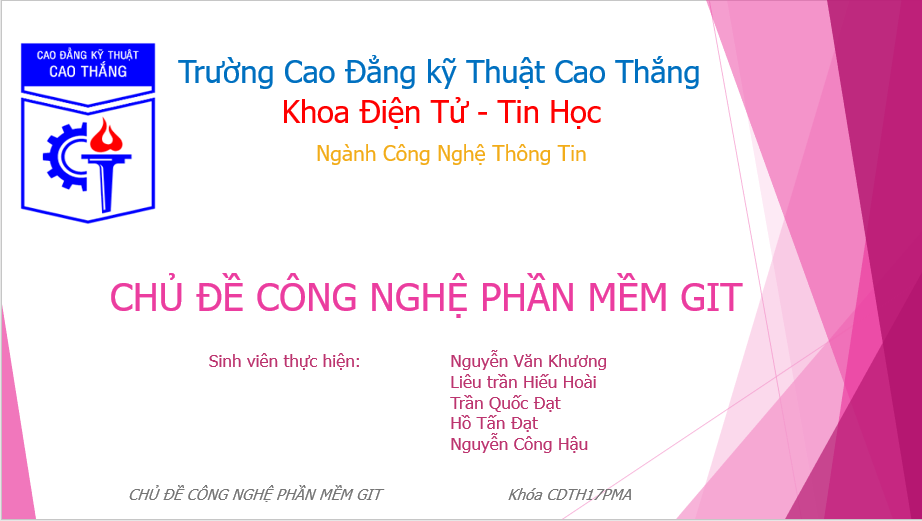 CAO ĐẲNG KỸ THUẬT
CAO THẮNG
Trường Cao Đẳng kỹ Thuật Cao Thắng
Khoa Điện Tử - Tin Học
Ngành Công Nghệ Thông Tin
CHỦ ĐỀ CÔNG NGHỆ PHẦN MỀM GIT
Sinh viên thực hiện: Nguyễn Văn Khương
Liêu trần Hiếu Hoài
Trần Quốc Đạt
Hồ Tấn Đạt
Nguyễn Công Hậu
CHỦ ĐỀ CÔNG NGHỆ PHẦN MỀM GIT Khóa CDTH17PMA